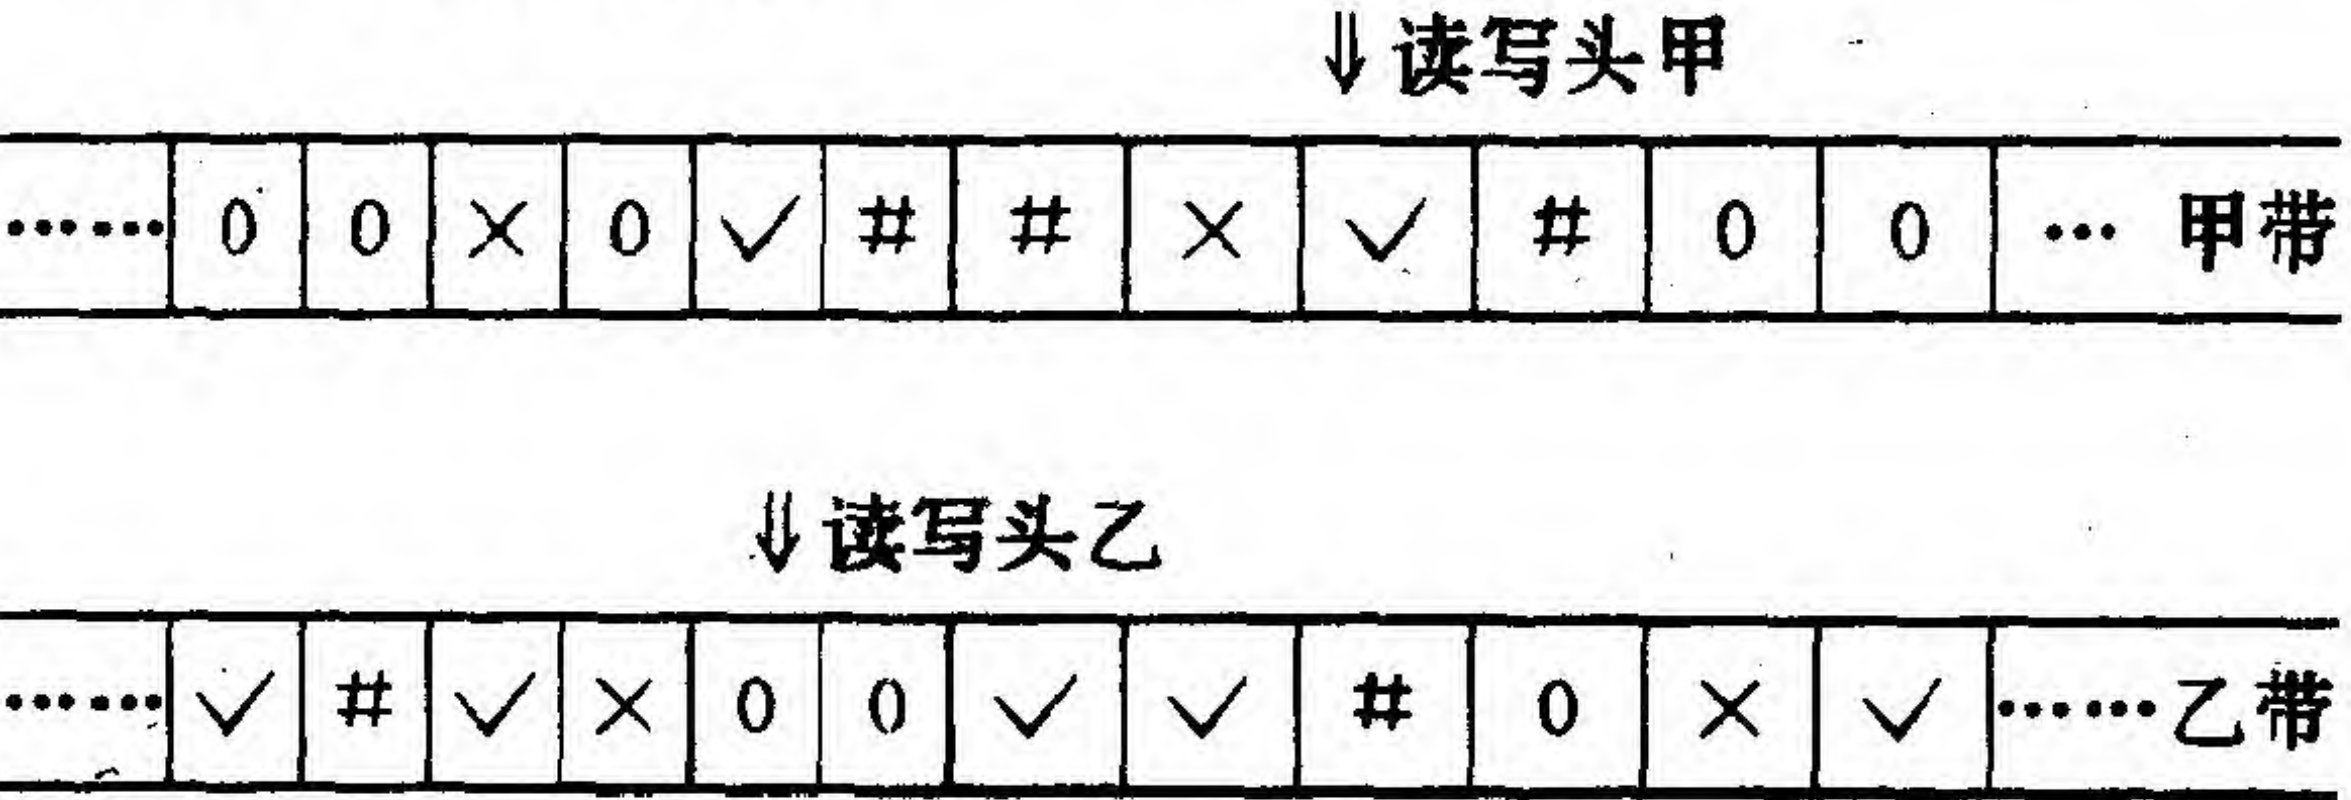 ⇓读写头甲
…… 0 0 × 0 ✓ # # × ✓ # 0 0 … 甲带
⇓读写头乙
…… ✓ # ✓ × 0 0 ✓ ✓ # 0 × ✓ …… 乙带